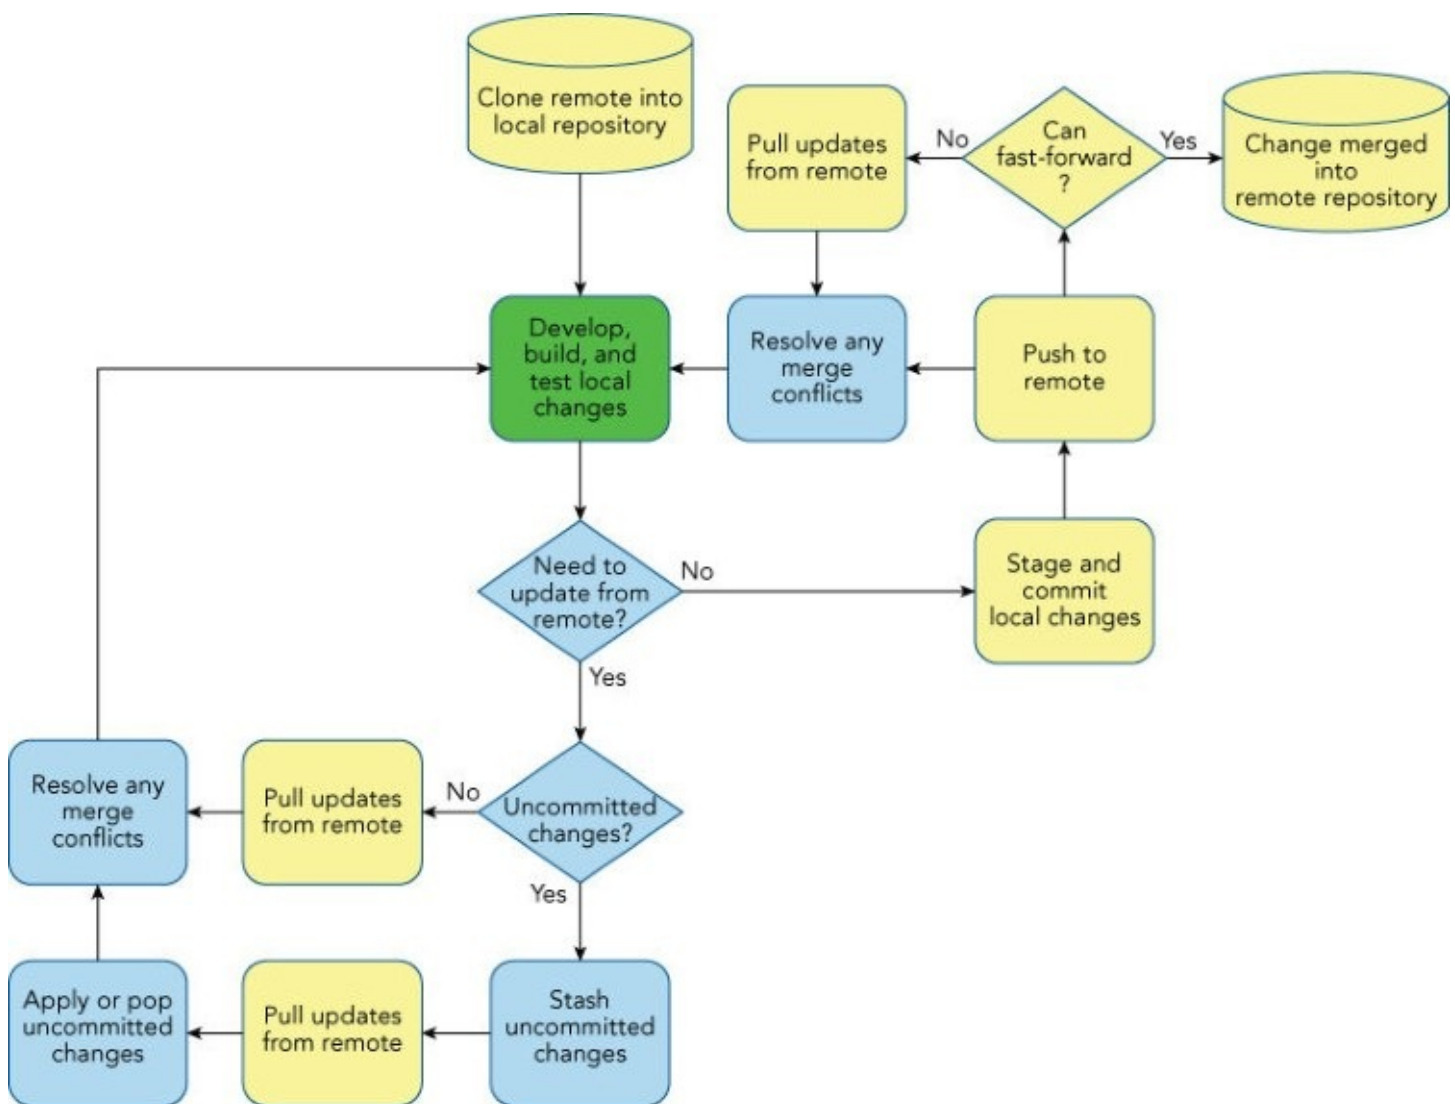 Clone remote into
local repository
Pull updates
from remote
No
Can
fast-forward
?
Yes
Change merged
into
remote repository
Develop,
build, and
test local
changes
Resolve any
merge
conflicts
Push to
remote
Need to
update from
remote?
No
Stage and
commit
local changes
Yes
Resolve any
merge
conflicts
Pull updates
from remote
No
Uncommitted
changes?
Yes
Apply or pop
uncommitted
changes
Pull updates
from remote
Stash
uncommitted
changes